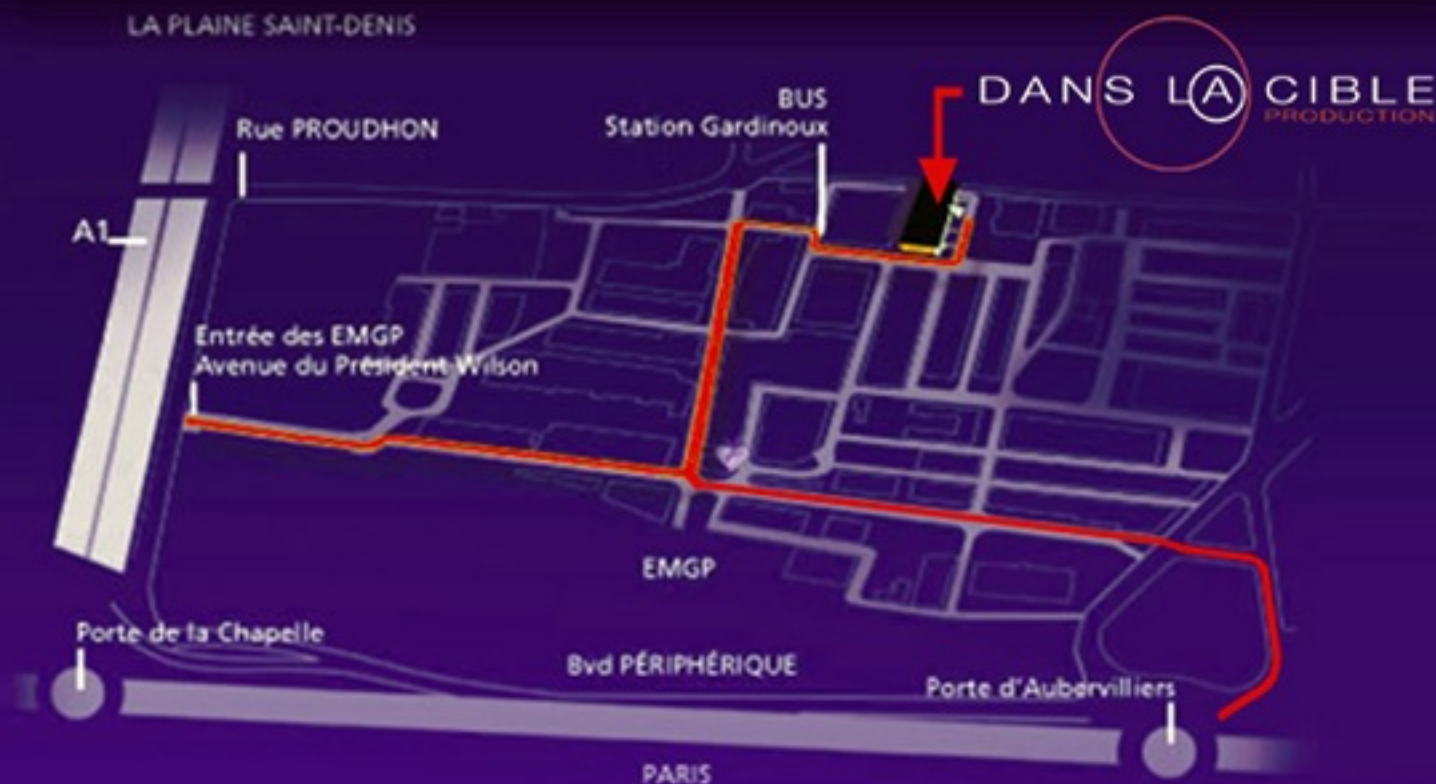 LA PLAINE SAINT-DENIS
DANS LA CIBLE
PRODUCTION
BUS
Station Gardinoux
Rue PROUDHON
A1
Entrée des EMGP
Avenue du Président Wilson
EMGP
Porte de la Chapelle
Bvd PÉRIPHÉRIQUE
Porte d'Aubervilliers
PARIS